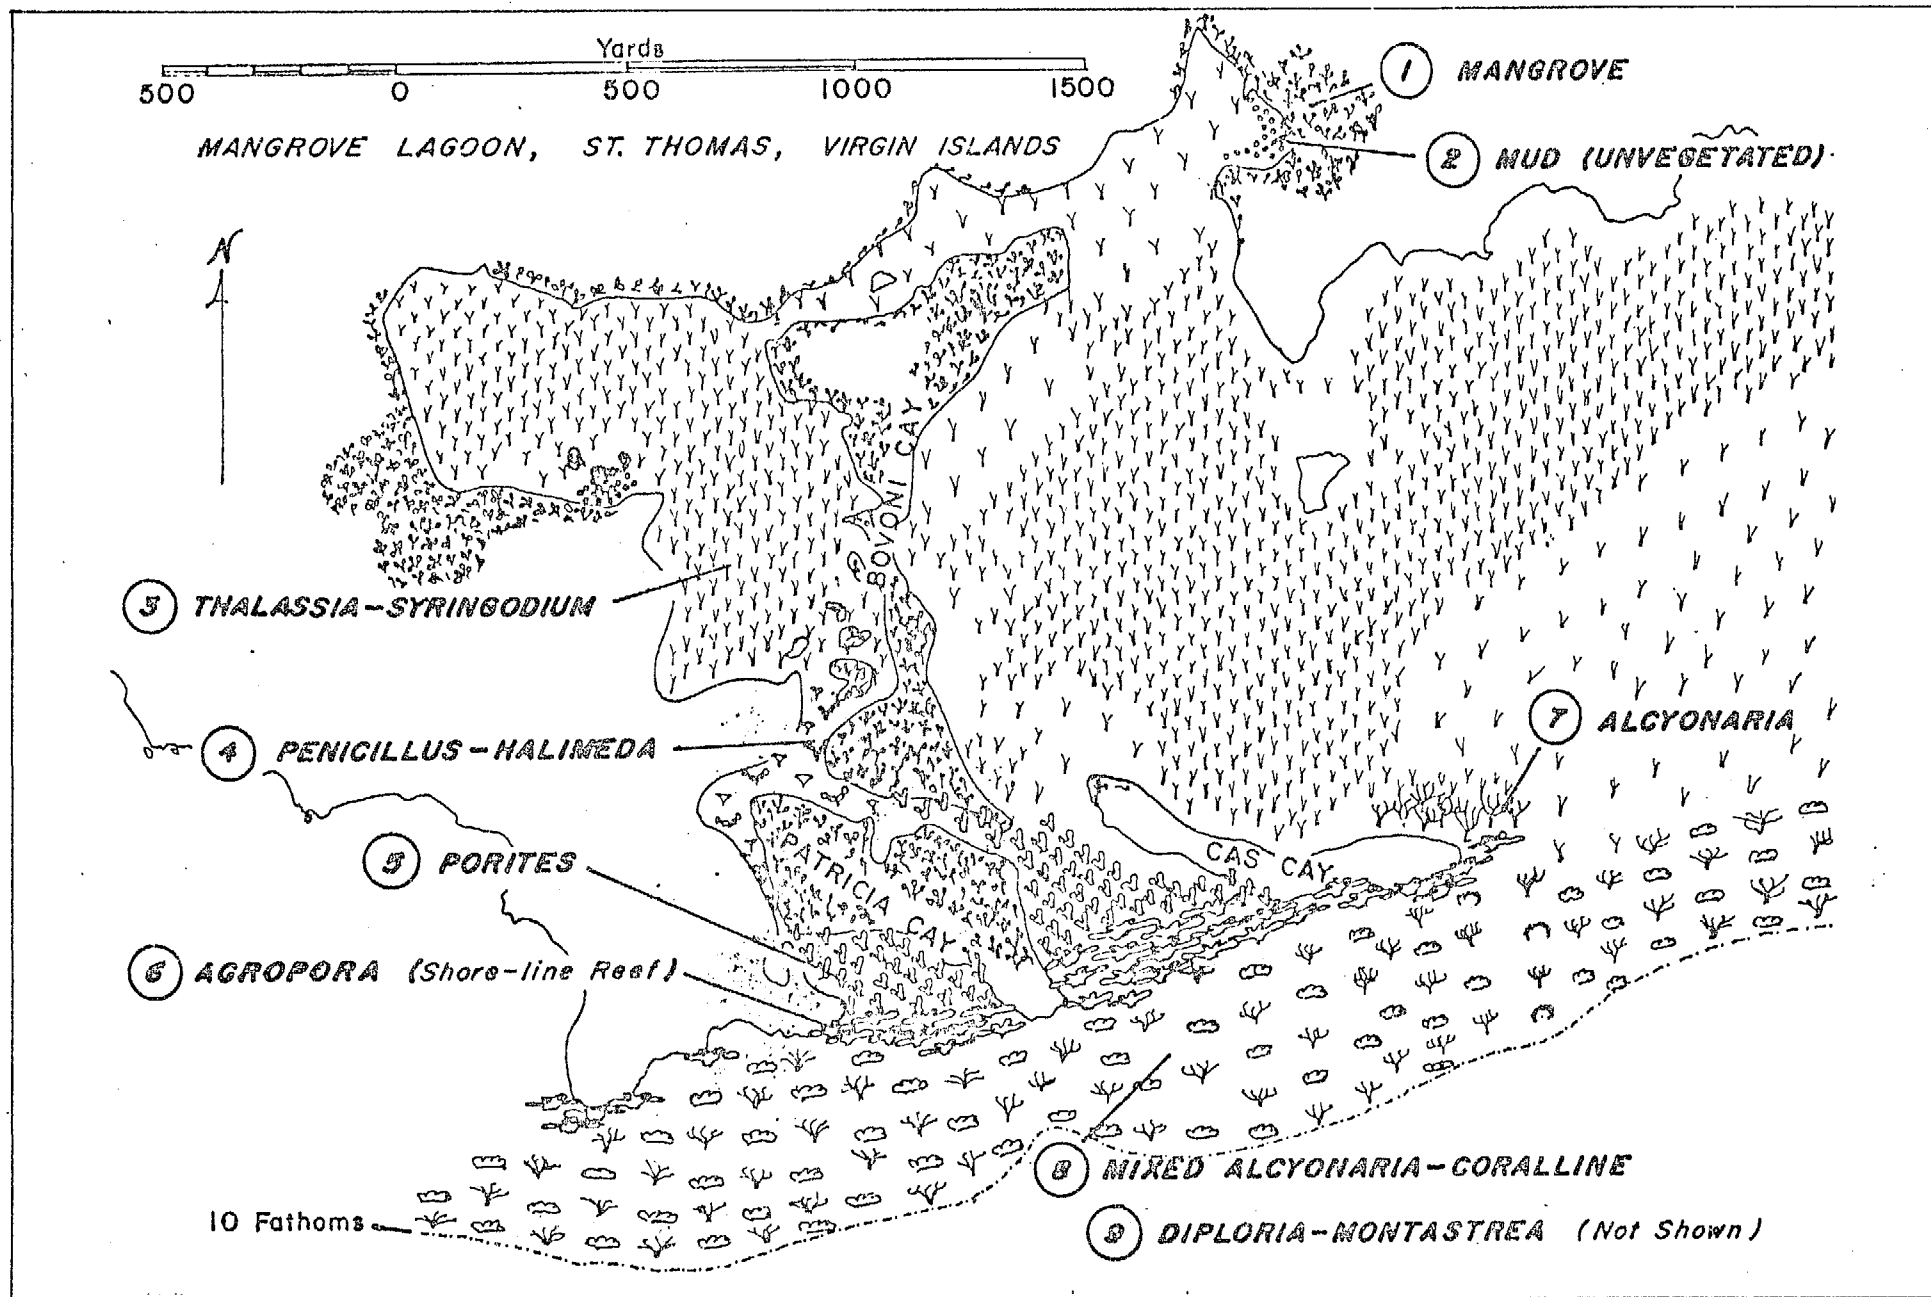 Yards
500 0 500 1000 1500
MANGROVE LAGOON, ST. THOMAS, VIRGIN ISLANDS
N
1 MANGROVE
2 MUD (UNVEGETATED)
BOVONI CAY
3 THALASSIA-SYRINGODIUM
4 PENICILLUS-HALIMEDA
7 ALCYONARIA
5 PORITES
PATRICIA CAY
CAS CAY
6 AGROPORA (Shore-line Reef)
8 MIXED ALCYONARIA-CORALLINE
10 Fathoms
9 DIPLORIA-MONTASTREA (Not Shown)